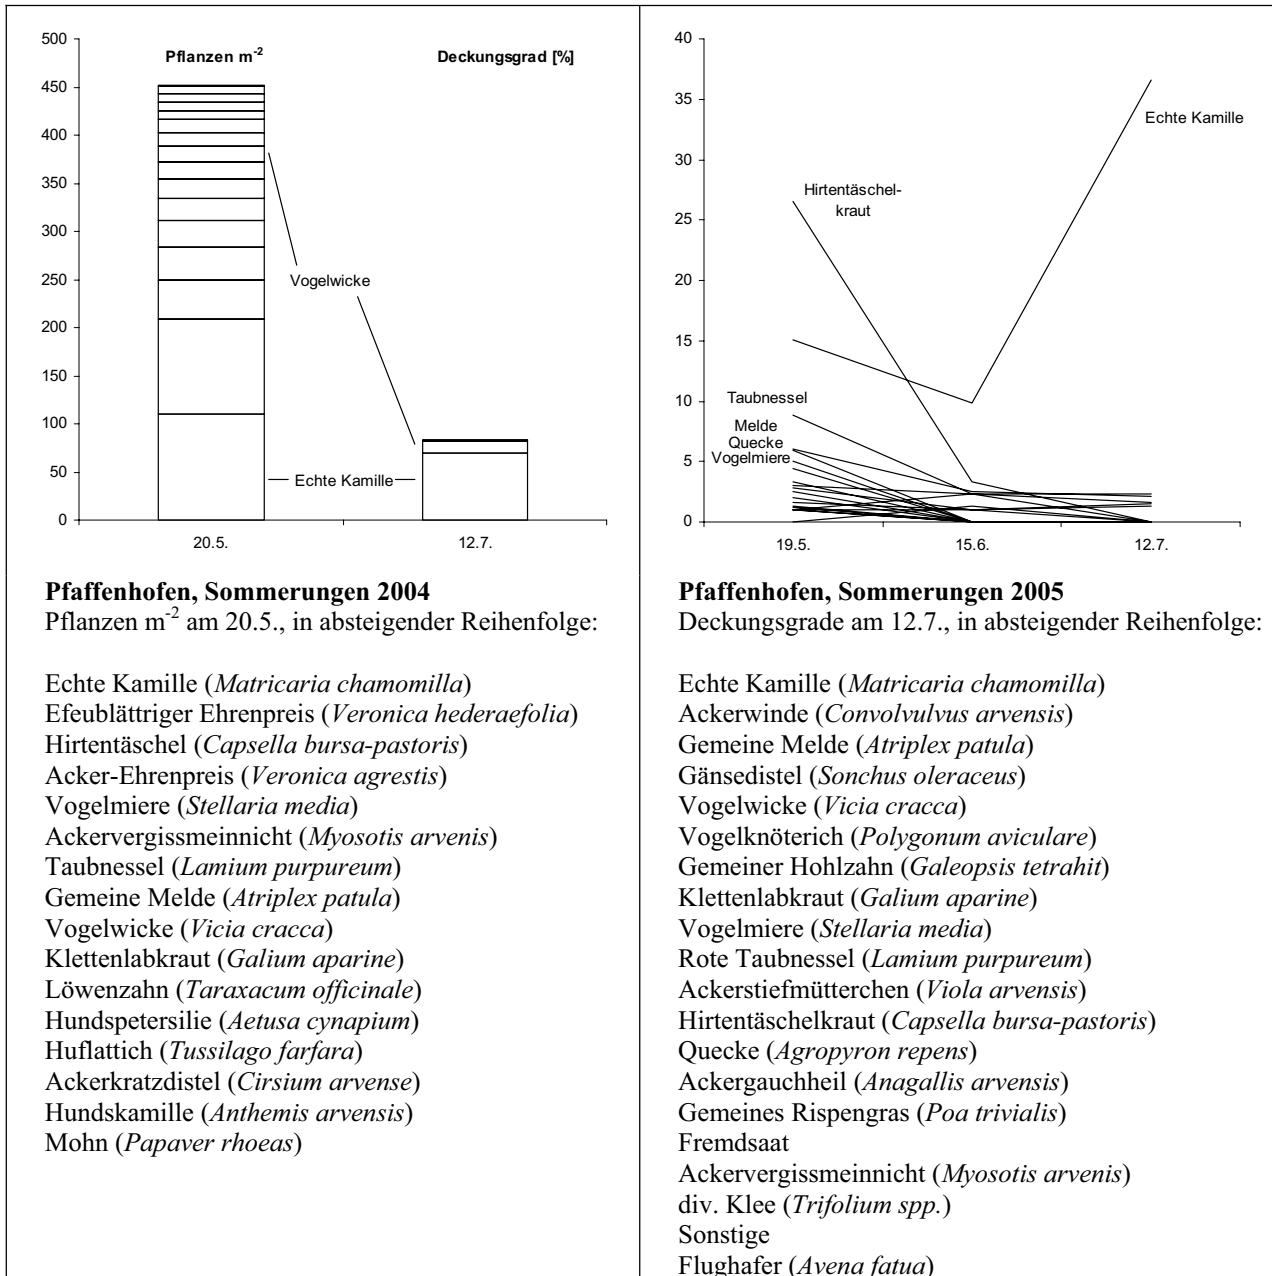 500
450
400
350
300
250
200
150
100
50
0
Pflanzen m-2
Deckungsgrad [%]
Vogelwicke
Echte Kamille
20.5.
12.7.
Pfaffenhofen, Sommerungen 2004
Pflanzen m-2 am 20.5., in absteigender Reihenfolge:
Echte Kamille (Matricaria chamomilla)
Efeublättriger Ehrenpreis (Veronica hederaefolia)
Hirtentäschel (Capsella bursa-pastoris)
Acker-Ehrenpreis (Veronica agrestis)
Vogelmiere (Stellaria media)
Ackervergissmeinnicht (Myosotis arvenis)
Taubnessel (Lamium purpureum)
Gemeine Melde (Atriplex patula)
Vogelwicke (Vicia cracca)
Klettenlabkraut (Galium aparine)
Löwenzahn (Taraxacum officinale)
Hundspetersilie (Aetusa cynapium)
Huflattich (Tussilago farfara)
Ackerkratzdistel (Cirsium arvense)
Hundskamille (Anthemis arvensis)
Mohn (Papaver rhoeas)
40
35
30
25
20
15
10
5
0
Echte Kamille
Hirtentäschel-
kraut
Taubnessel
Melde
Quecke
Vogelmiere
19.5.
15.6.
12.7.
Pfaffenhofen, Sommerungen 2005
Deckungsgrade am 12.7., in absteigender Reihenfolge:
Echte Kamille (Matricaria chamomilla)
Ackerwinde (Convolvulvus arvensis)
Gemeine Melde (Atriplex patula)
Gänsedistel (Sonchus oleraceus)
Vogelwicke (Vicia cracca)
Vogelknöterich (Polygonum aviculare)
Gemeiner Hohlzahn (Galeopsis tetrahit)
Klettenlabkraut (Galium aparine)
Vogelmiere (Stellaria media)
Rote Taubnessel (Lamium purpureum)
Ackerstiefmütterchen (Viola arvensis)
Hirtentäschelkraut (Capsella bursa-pastoris)
Quecke (Agropyron repens)
Ackergauchheil (Anagallis arvensis)
Gemeines Rispengras (Poa trivialis)
Fremdsaat
Ackervergissmeinnicht (Myosotis arvenis)
div. Klee (Trifolium spp.)
Sonstige
Flughafer (Avena fatua)